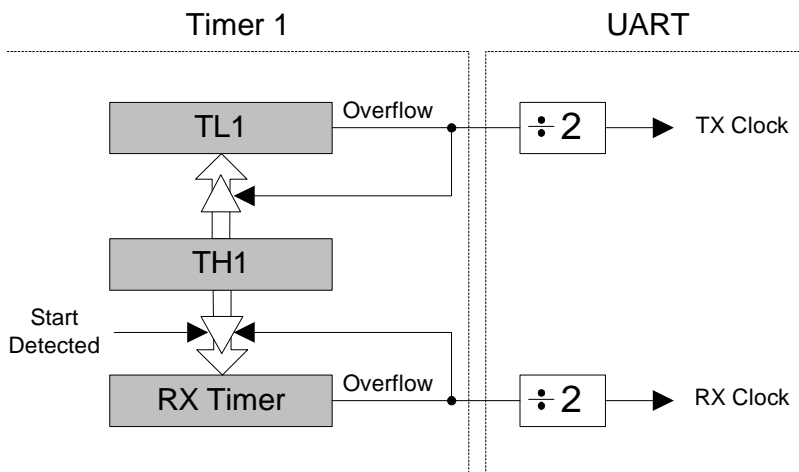 Timer 1
UART
TL1
Overflow
÷2
TX Clock
TH1
Start
Detected
RX Timer
Overflow
÷2
RX Clock